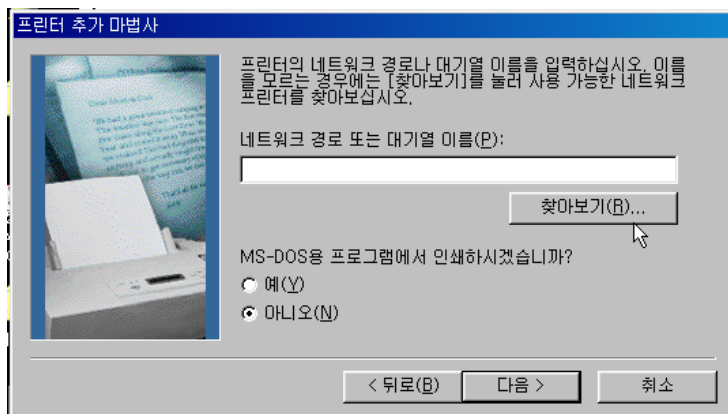 프린터 추가 마법사
프린터의 네트워크 경로나 대기열 이름을 입력하십시오. 이름
을 모르는 경우에는 [찾아보기]를 눌러 사용 가능한 네트워크
프린터를 찾아보십시오.
네트워크 경로 또는 대기열 이름(P):
찾아보기(R)...
MS-DOS용 프로그램에서 인쇄하시겠습니까?
예(Y)
아니오(N)
< 뒤로(B)
다음 >
취소